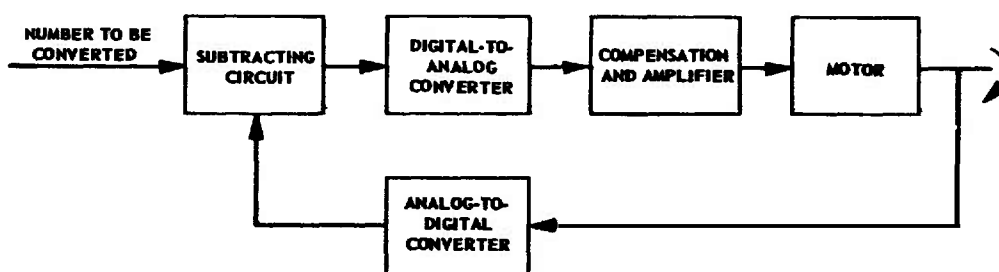 NUMBER TO BE
CONVERTED
SUBTRACTING
CIRCUIT
DIGITAL-TO-
ANALOG
CONVERTER
COMPENSATION
AND AMPLIFIER
MOTOR
ANALOG-TO-
DIGITAL
CONVERTER